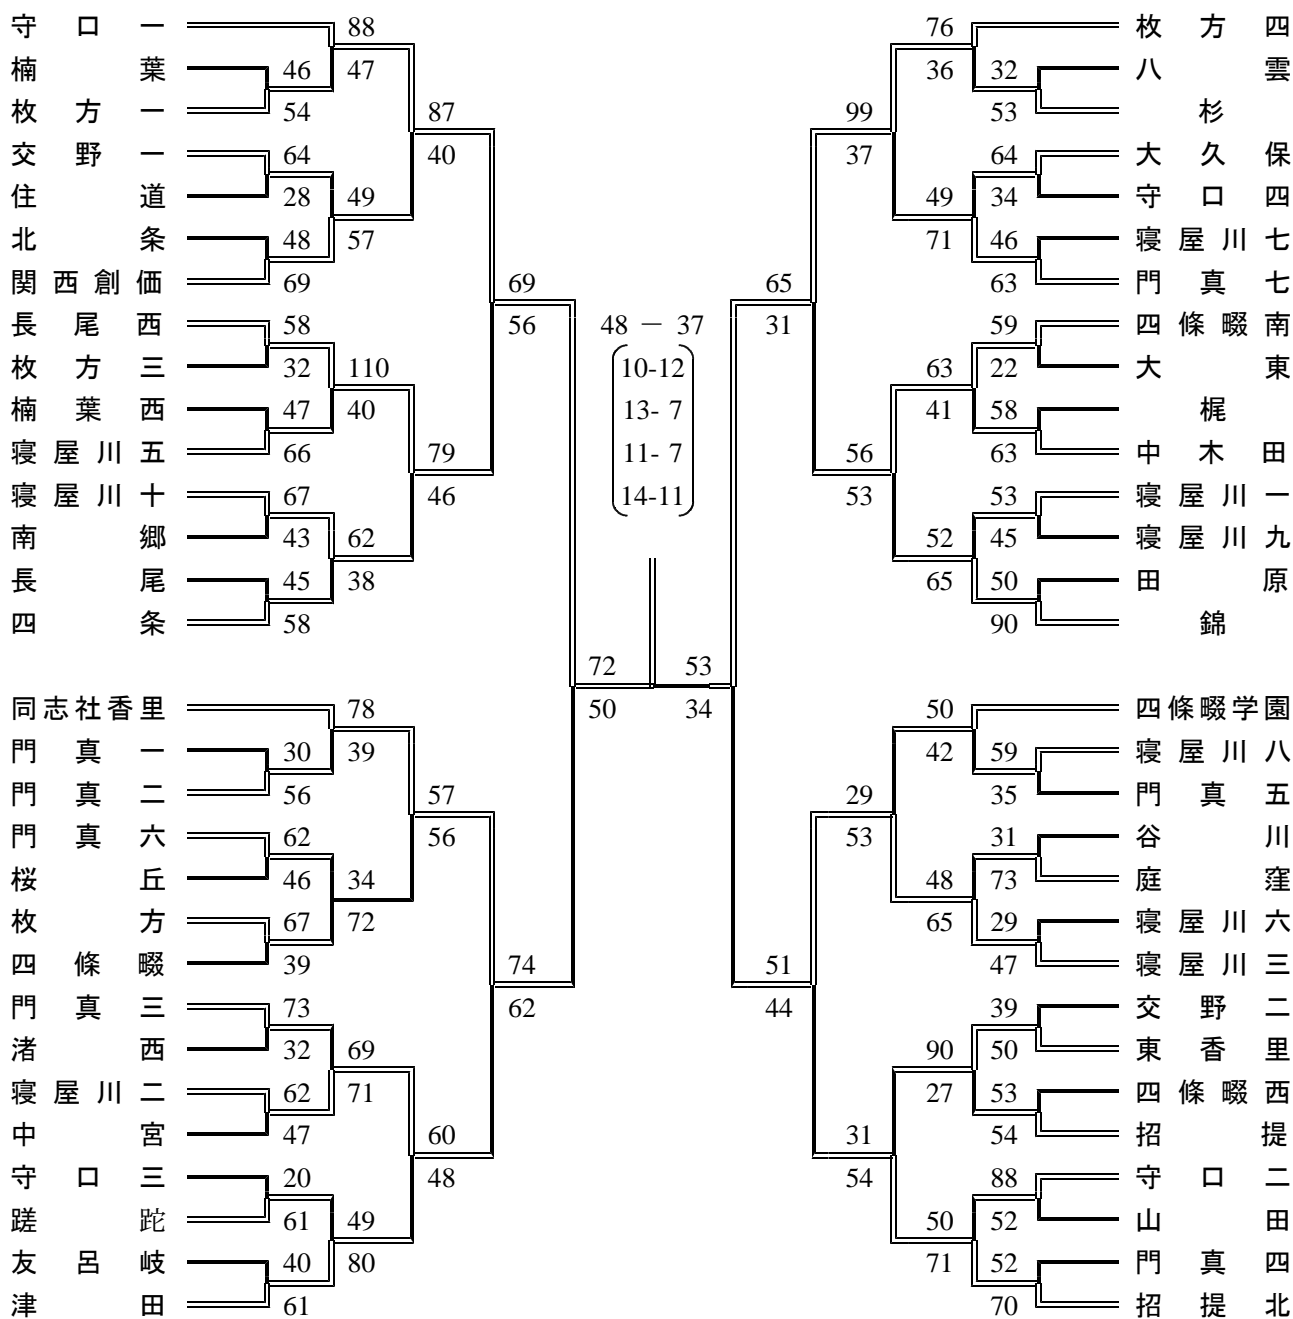 守口一 88 76 枚方四
楠葉 46 47 36 32 八雲
枚方一 54 87 99 53 杉
交野一 64 40 37 64 大久保
住道 28 49 49 34 守口四
北条 48 57 71 46 寝屋川七
関西創価 69 69 65 63 門真七
長尾西 58 56 48 － 37 31 59 四條畷南
枚方三 32 110 10-12 63 22 大東
楠葉西 47 40 13- 7 41 58 梶
寝屋川五 66 79 11- 7 56 63 中木田
寝屋川十 67 46 14-11 53 53 寝屋川一
南郷 43 62 52 45 寝屋川九
長尾 45 38 65 50 田原
四条 58 90 錦
72 53
同志社香里 78 50 34 50 四條畷学園
門真一 30 39 42 59 寝屋川八
門真二 56 57 29 35 門真五
門真六 62 56 53 31 谷川
桜丘 46 34 48 73 庭窪
枚方 67 72 65 29 寝屋川六
四條畷 39 74 51 47 寝屋川三
門真三 73 62 44 39 交野二
渚西 32 69 90 50 東香里
寝屋川二 62 71 27 53 四條畷西
中宮 47 60 31 54 招提
守口三 20 48 54 88 守口二
蹉跎 61 49 50 52 山田
友呂岐 40 80 71 52 門真四
津田 61 70 招提北